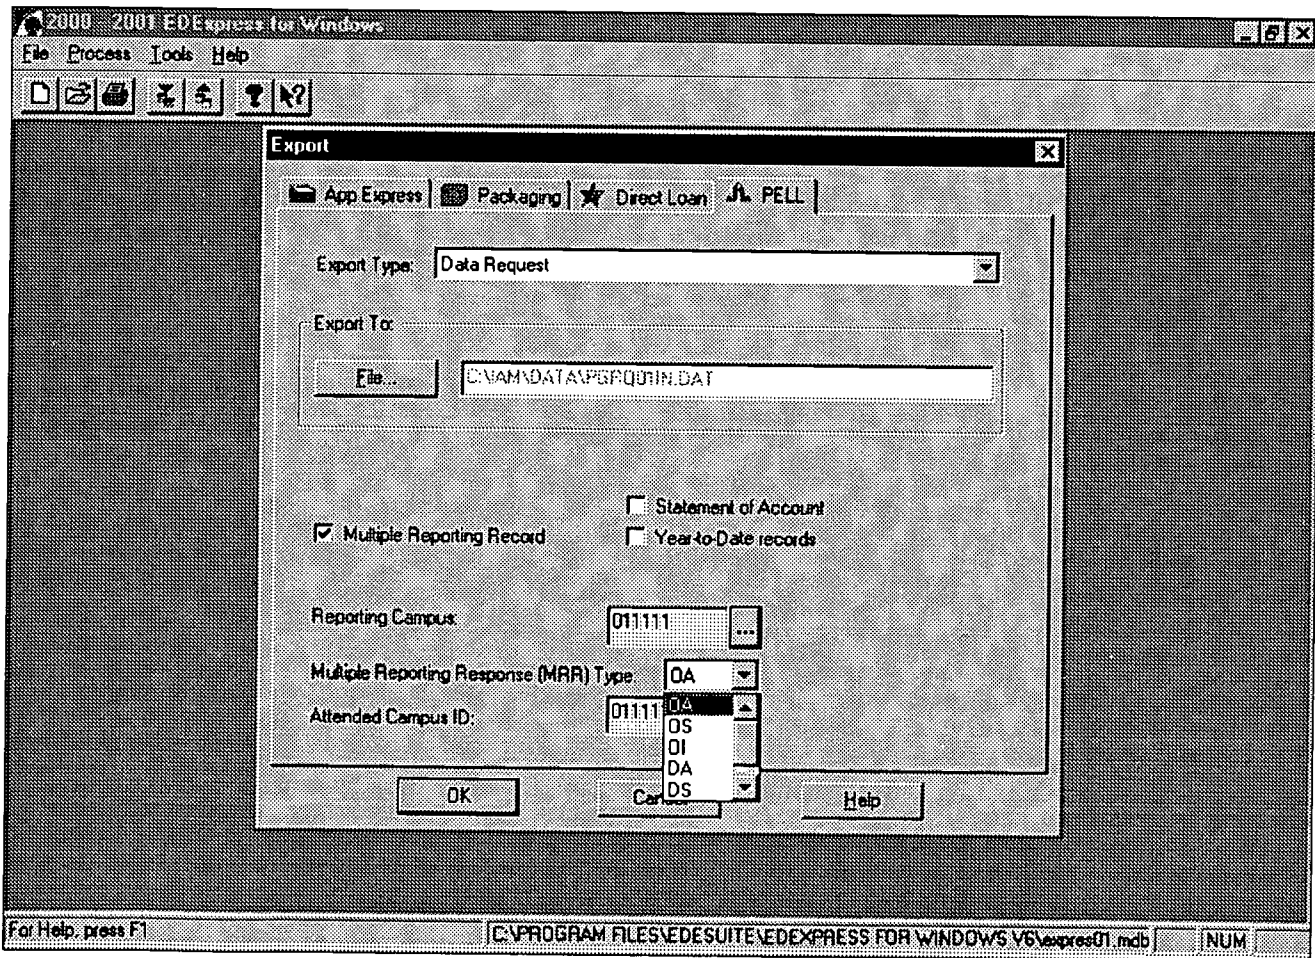 2000 - 2001 EDExpress for Windows
File Process Tools Help
Export
App Express Packaging Direct Loan PELL
Export Type: Data Request
Export To:
File... C:\IAM\DATA\PGRQ01IN.DAT
Statement of Account
Multiple Reporting Record Year-to-Date records
Reporting Campus: 011111 ...
Multiple Reporting Response (MRR) Type: OA
Attended Campus ID: 01111
OA
OS
OI
DA
DS
OK Cancel Help
For Help, press F1 C:\PROGRAM FILES\EDESUITE\EDEXPRESS FOR WINDOWS V6\expres01.mdb NUM